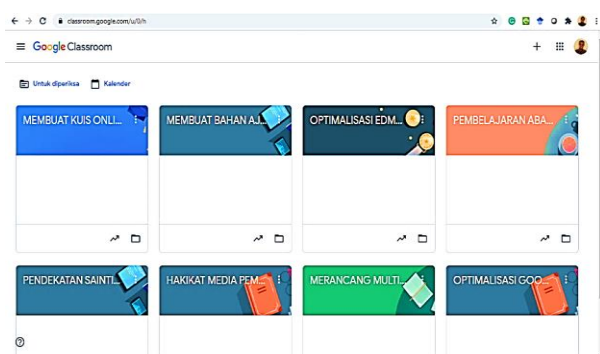 classroom.google.com/u/0/h
Google Classroom
Untuk diperiksa Kalender
MEMBUAT KUIS ONLI...
MEMBUAT BAHAN AJ...
OPTIMALISASI EDM...
PEMBELAJARAN ABA...
PENDEKATAN SAINTI...
HAKIKAT MEDIA PEM...
MERANCANG MULTI...
OPTIMALISASI GOO...